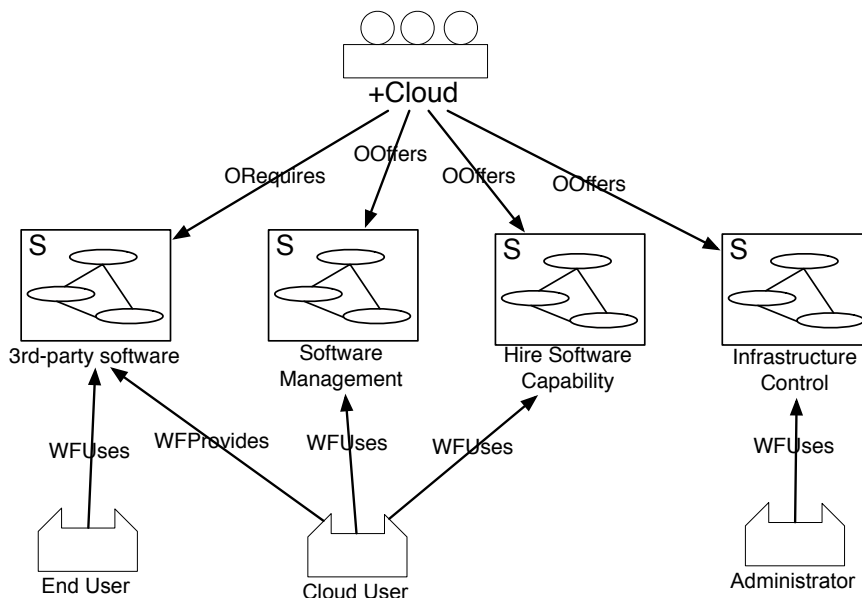 +Cloud
ORequires
OOffers
OOffers
OOffers
S
S
S
S
3rd-party software
Software
Management
Hire Software
Capability
Infrastructure
Control
WFUses
WFProvides
WFUses
WFUses
WFUses
End User
Cloud User
Administrator